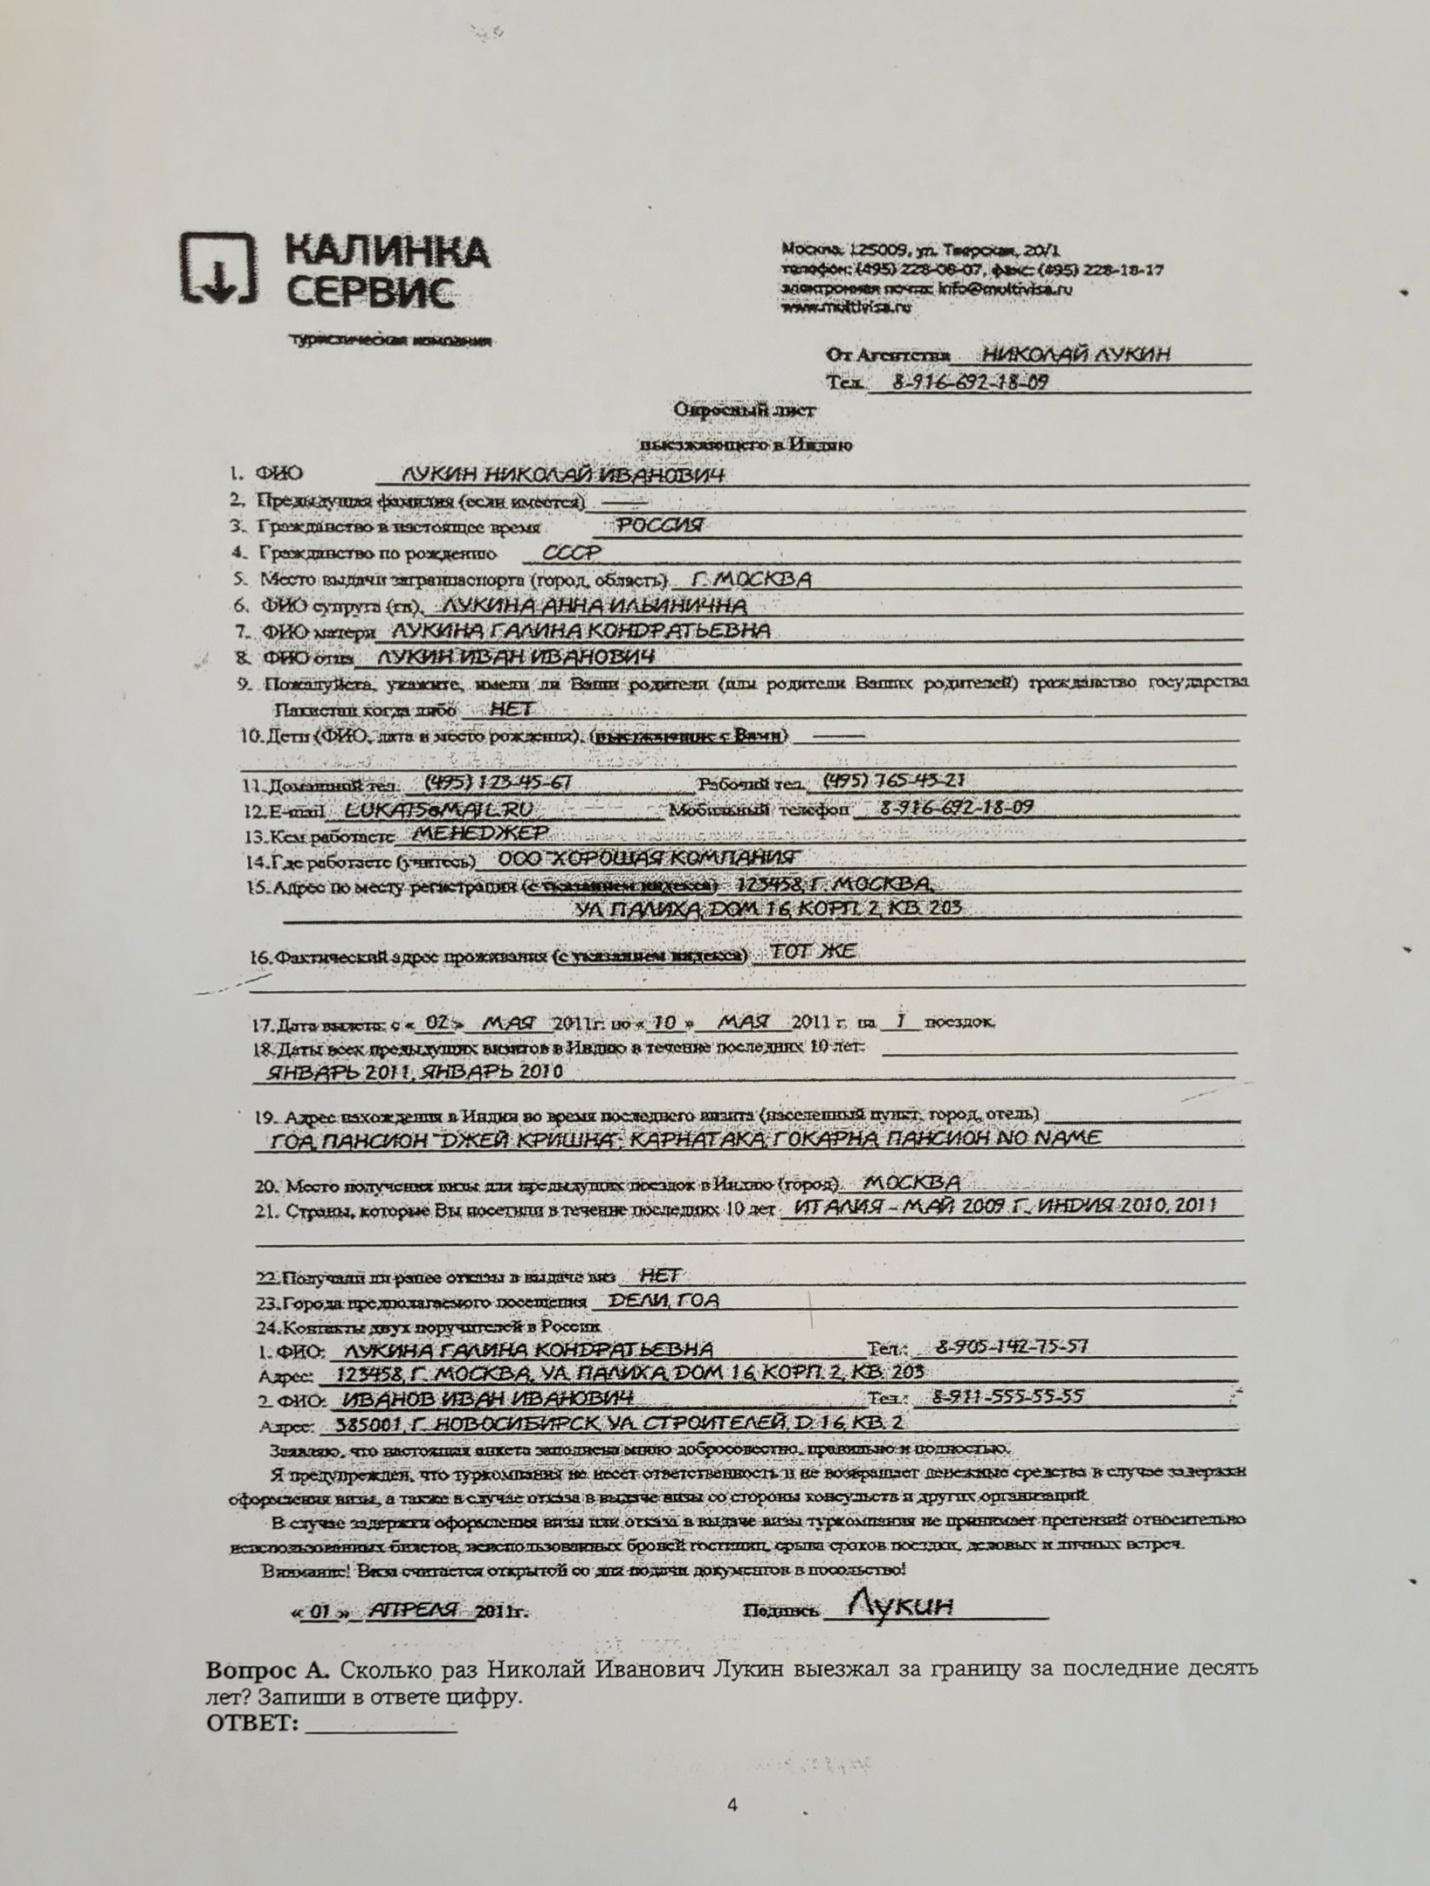 КАЛИНКА
СЕРВИС
туристическая компания
Москва, 125009, ул. Тверская, 20/1
телефон: (495) 228-08-07, факс: (495) 228-18-17
электронная почта: info@multivisa.ru
www.multivisa.ru
От Агентства НИКОЛАЙ ЛУКИН
Тел. 8-916-692-18-09
Опросный лист
выезжающего в Индию
1. ФИО ЛУКИН НИКОЛАЙ ИВАНОВИЧ
2. Предыдущая фамилия (если имеется) —
3. Гражданство в настоящее время РОССИЯ
4. Гражданство по рождению СССР
5. Место выдачи загранпаспорта (город, область) Г. МОСКВА
6. ФИО супруга (ги), ЛУКИНА АННА ИЛЬИНИЧНА
7. ФИО матери ЛУКИНА ГАЛИНА КОНДРАТЬЕВНА
8. ФИО отца ЛУКИН ИВАН ИВАНОВИЧ
9. Пожалуйста, укажите, имели ли Ваши родители (или родители Ваших родителей) гражданство государства
Пакистан когда либо НЕТ
10. Дети (ФИО, дата и место рождения), (выезжающие с Вами) —
11. Домашний тел. (495) 123-45-67 Рабочий тел. (495) 765-43-21
12. E-mail LUKA75@MAIL.RU Мобильный телефон 8-916-692-18-09
13. Кем работаете МЕНЕДЖЕР
14. Где работаете (учитесь) ООО "ХОРОШАЯ КОМПАНИЯ"
15. Адрес по месту регистрации (с указанием индекса) 123458, Г. МОСКВА,
УЛ. ПАЛИХА, ДОМ 16, КОРП. 2, КВ. 203
16. Фактический адрес проживания (с указанием индекса) ТОТ ЖЕ
17. Дата вылета: с « 02 » МАЯ 2011г. по « 10 » МАЯ 2011 г. на 1 поездок.
18. Даты всех предыдущих визитов в Индию в течение последних 10 лет:
ЯНВАРЬ 2011, ЯНВАРЬ 2010
19. Адрес нахождения в Индии во время последнего визита (населенный пункт, город, отель)
ГОА, ПАНСИОН "ДЖЕЙ КРИШНА"; КАРНАТАКА, ГОКАРНА, ПАНСИОН NO NAME
20. Место получения визы для предыдущих поездок в Индию (город) МОСКВА
21. Страны, которые Вы посетили в течение последних 10 лет ИТАЛИЯ - МАЙ 2009 Г., ИНДИЯ 2010, 2011
22. Получали ли ранее отказы в выдаче виз НЕТ
23. Города предполагаемого посещения ДЕЛИ, ГОА
24. Контакты двух поручителей в России
1. ФИО: ЛУКИНА ГАЛИНА КОНДРАТЬЕВНА Тел.: 8-905-142-75-57
Адрес: 123458, Г. МОСКВА, УЛ. ПАЛИХА, ДОМ 16, КОРП. 2, КВ. 203
2. ФИО: ИВАНОВ ИВАН ИВАНОВИЧ Тел.: 8-911-555-55-55
Адрес: 385001, Г. НОВОСИБИРСК, УЛ. СТРОИТЕЛЕЙ, Д. 16, КВ. 2
Заявляю, что настоящая анкета заполнена мною добросовестно, правильно и полностью.
Я предупрежден, что туркомпания не несет ответственность и не возвращает денежные средства в случае задержки
оформления визы, а также в случае отказа в выдаче визы со стороны консульств и других организаций.
В случае задержки оформления визы или отказа в выдаче визы туркомпания не принимает претензий относительно
неиспользованных билетов, неиспользованных броней гостиниц, срыва сроков поездки, деловых и личных встреч.
Внимание! Виза считается открытой со дня подачи документов в посольство!
« 01 » АПРЕЛЯ 2011г. Подпись Лукин
Вопрос А. Сколько раз Николай Иванович Лукин выезжал за границу за последние десять
лет? Запиши в ответе цифру.
ОТВЕТ:
4